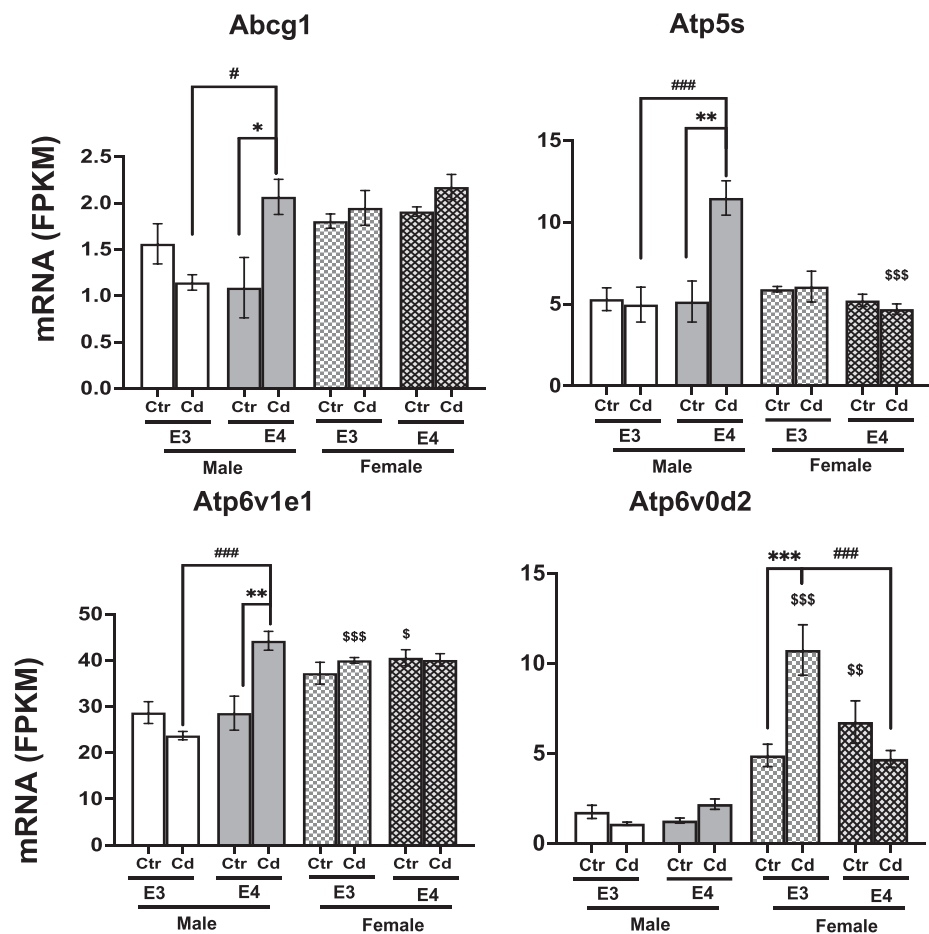 Abcg1
#
*
mRNA (FPKM)
2.5
2.0
1.5
1.0
0.5
0.0
Ctr Cd Ctr Cd Ctr Cd Ctr Cd
E3 E4 E3 E4
Male Female
Atp5s
###
**
15
10
5
0
$$$
Ctr Cd Ctr Cd Ctr Cd Ctr Cd
E3 E4 E3 E4
Male Female
Atp6v1e1
###
**
$$$ $
mRNA (FPKM)
50
40
30
20
10
0
Ctr Cd Ctr Cd Ctr Cd Ctr Cd
E3 E4 E3 E4
Male Female
Atp6v0d2
*** ###
$$$
$$
15
10
5
0
Ctr Cd Ctr Cd Ctr Cd Ctr Cd
E3 E4 E3 E4
Male Female